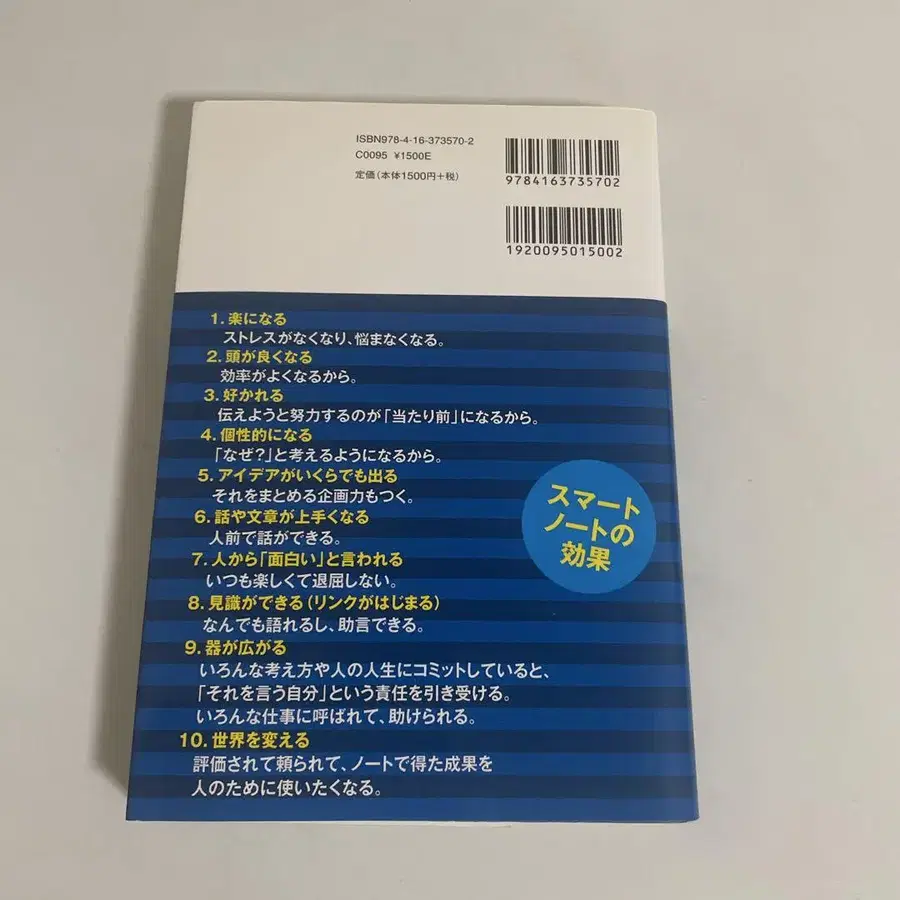 ISBN978-4-16-373570-2
C0095 ¥1500E
定価(本体1500円+税)
9784163735702
1920095015002
1. 楽になる
ストレスがなくなり、悩まなくなる。
2. 頭が良くなる
効率がよくなるから。
3. 好かれる
伝えようと努力するのが「当たり前」になるから。
4. 個性的になる
「なぜ?」と考えるようになるから。
5. アイデアがいくらでも出る
それをまとめる企画力もつく。
6. 話や文章が上手くなる
人前で話ができる。
7. 人から「面白い」と言われる
いつも楽しくて退屈しない。
8. 見識ができる(リンクがはじまる)
なんでも語れるし、助言できる。
9. 器が広がる
いろんな考え方や人の人生にコミットしていると、
「それを言う自分」という責任を引き受ける。
いろんな仕事に呼ばれて、助けられる。
10. 世界を変える
評価されて頼られて、ノートで得た成果を
人のために使いたくなる。
スマート
ノートの
効果